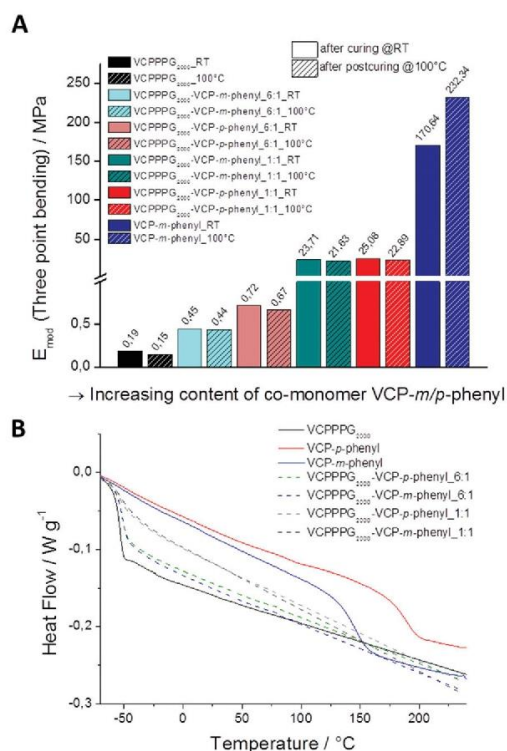 A
VCPPPG2000_RT
VCPPPG2000_100°C
VCPPPG2000-VCP-m-phenyl_6:1_RT
VCPPPG2000-VCP-m-phenyl_6:1_100°C
VCPPPG2000-VCP-p-phenyl_6:1_RT
VCPPPG2000-VCP-p-phenyl_6:1_100°C
VCPPPG2000-VCP-m-phenyl_1:1_RT
VCPPPG2000-VCP-m-phenyl_1:1_100°C
VCPPPG2000-VCP-p-phenyl_1:1_RT
VCPPPG2000-VCP-p-phenyl_1:1_100°C
VCP-m-phenyl_RT
VCP-m-phenyl_100°C
after curing @RT
after postcuring @100°C
Emod (Three point bending) / MPa
250
200
150
100
50
0,5
0,0
0,19
0,15
0,45
0,44
0,72
0,67
23,71
21,63
25,08
22,89
170,64
232,34
→ Increasing content of co-monomer VCP-m/p-phenyl
B
VCPPPG2000
VCP-p-phenyl
VCP-m-phenyl
VCPPPG2000-VCP-p-phenyl_6:1
VCPPPG2000-VCP-m-phenyl_6:1
VCPPPG2000-VCP-p-phenyl_1:1
VCPPPG2000-VCP-m-phenyl_1:1
Heat Flow / W g-1
0,0
-0,1
-0,2
-0,3
-50
0
50
100
150
200
Temperature / °C